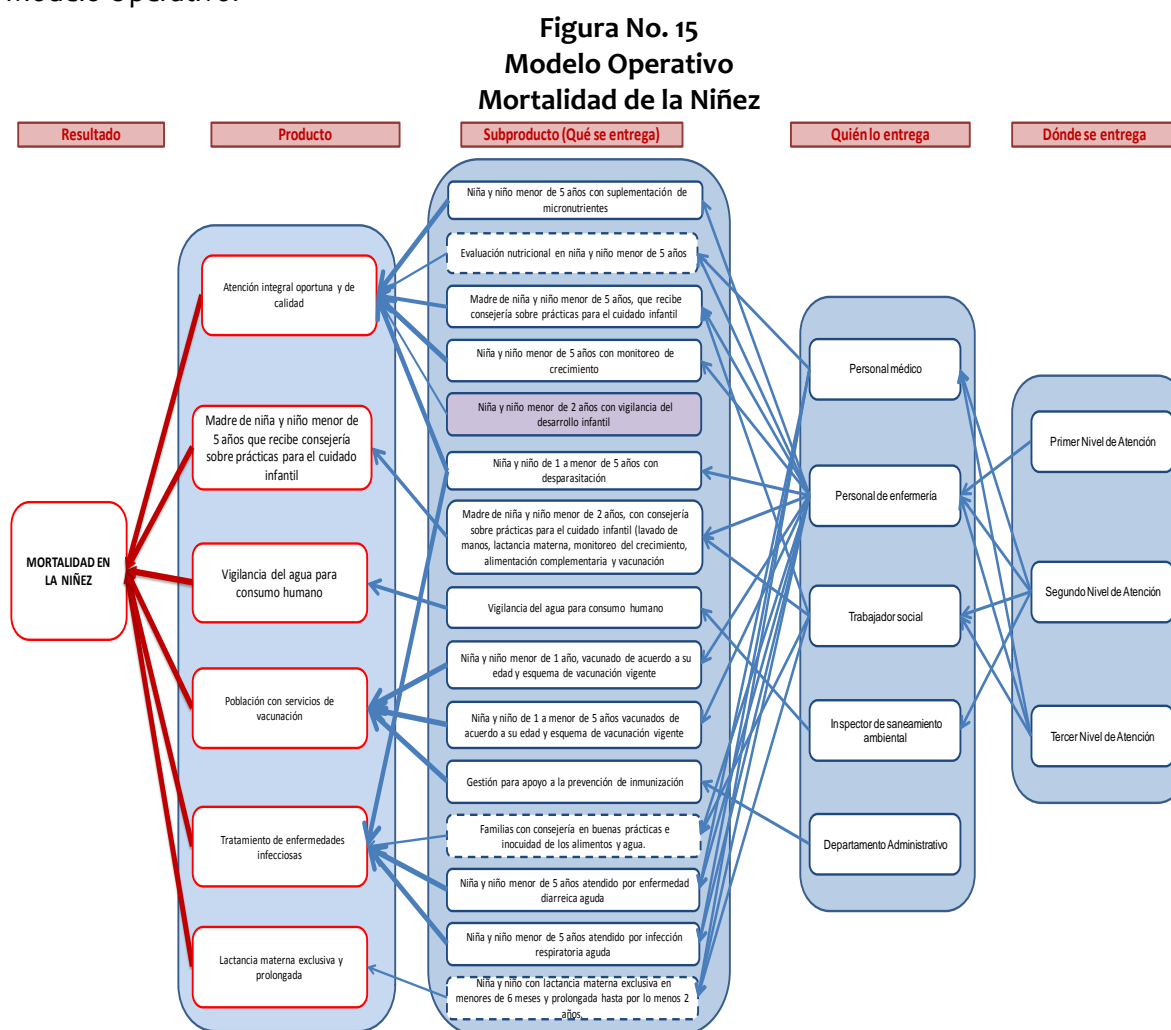 Modelo Operativo.
Figura No. 15
Modelo Operativo
Mortalidad de la Niñez
Resultado
Producto
Subproducto (Qué se entrega)
Quién lo entrega
Dónde se entrega
MORTALIDAD EN
LA NIÑEZ
Atención integral oportuna y de
calidad
Madre de niña y niño menor de
5 años que recibe consejería
sobre prácticas para el cuidado
infantil
Vigilancia del agua para
consumo humano
Población con servicios de
vacunación
Tratamiento de enfermedades
infecciosas
Lactancia materna exclusiva y
prolongada
Niña y niño menor de 5 años con suplementación de
micronutrientes
Evaluación nutricional en niña y niño menor de 5 años
Madre de niña y niño menor de 5 años, que recibe
consejería sobre prácticas para el cuidado infantil
Niña y niño menor de 5 años con monitoreo de
crecimiento
Niña y niño menor de 2 años con vigilancia del
desarrollo infantil
Niña y niño de 1 a menor de 5 años con
desparasitación
Madre de niña y niño menor de 2 años, con consejería
sobre prácticas para el cuidado infantil (lavado de
manos, lactancia materna, monitoreo del crecimiento,
alimentación complementaria y vacunación
Vigilancia del agua para consumo humano
Niña y niño menor de 1 año, vacunado de acuerdo a su
edad y esquema de vacunación vigente
Niña y niño de 1 a menor de 5 años vacunados de
acuerdo a su edad y esquema de vacunación vigente
Gestión para apoyo a la prevención de inmunización
Familias con consejería en buenas prácticas e
inocuidad de los alimentos y agua.
Niña y niño menor de 5 años atendido por enfermedad
diarreica aguda
Niña y niño menor de 5 años atendido por infección
respiratoria aguda
Niña y niño con lactancia materna exclusiva en
menores de 6 meses y prolongada hasta por lo menos 2
años.
Personal médico
Personal de enfermería
Trabajador social
Inspector de saneamiento
ambiental
Departamento Administrativo
Primer Nivel de Atención
Segundo Nivel de Atención
Tercer Nivel de Atención